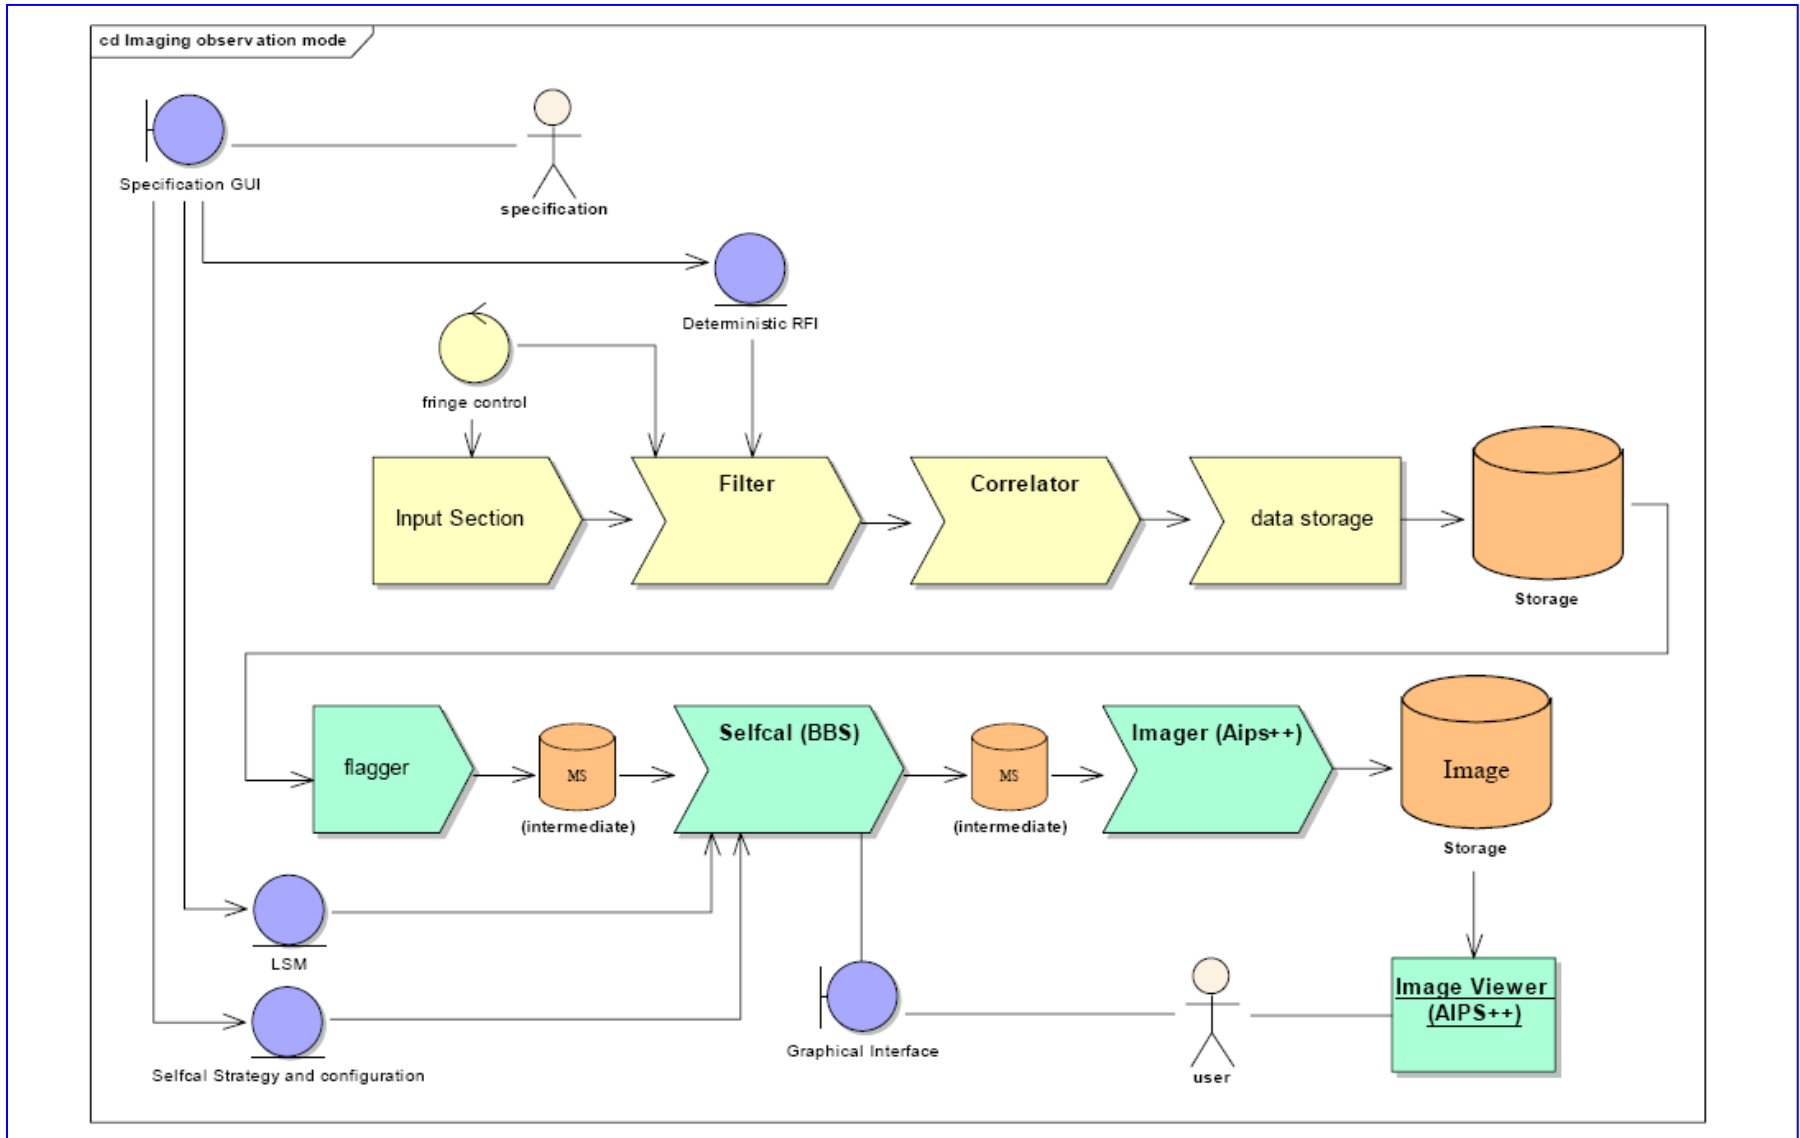 cd Imaging observation mode
Specification GUI
specification
Deterministic RFI
fringe control
Input Section
Filter
Correlator
data storage
Storage
flagger
MS
(intermediate)
Selfcal (BBS)
MS
(intermediate)
Imager (Aips++)
Image
Storage
LSM
Selfcal Strategy and configuration
Graphical Interface
user
Image Viewer
(AIPS++)